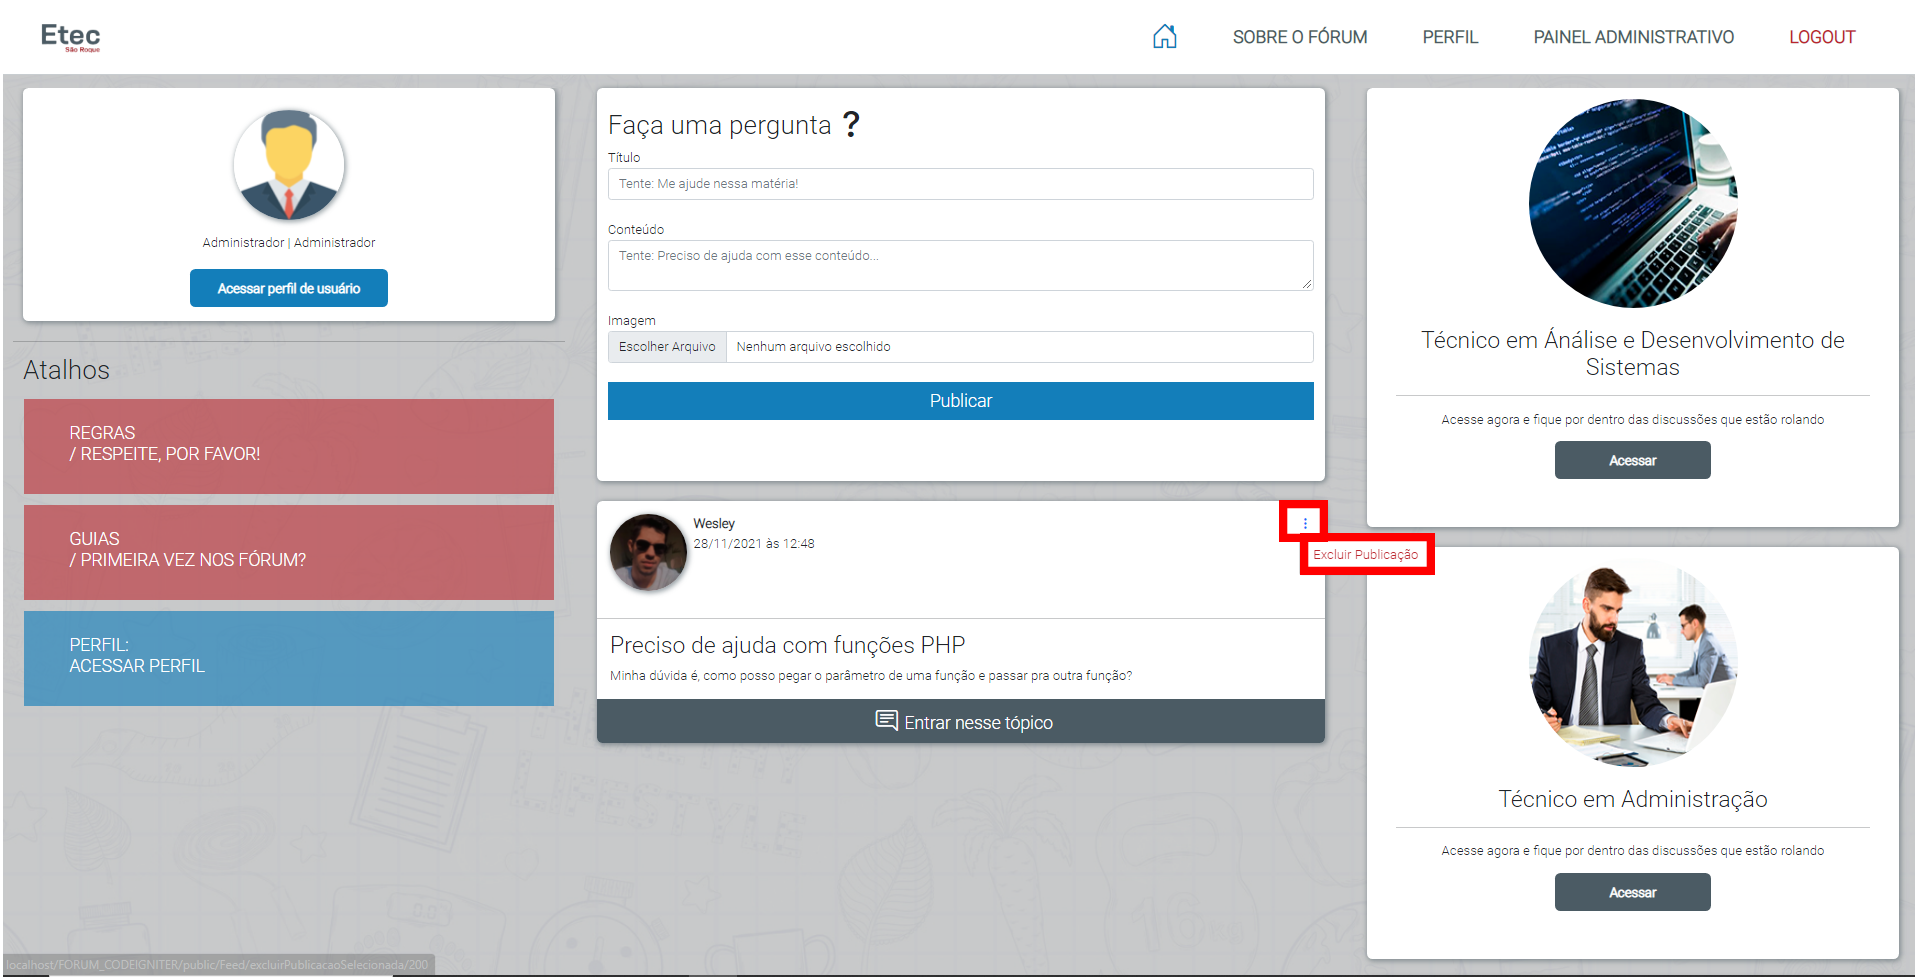 Etec
São Roque
SOBRE O FÓRUM
PERFIL
PAINEL ADMINISTRATIVO
LOGOUT
Administrador | Administrador
Acessar perfil de usuário
Atalhos
REGRAS
/ RESPEITE, POR FAVOR!
GUIAS
/ PRIMEIRA VEZ NOS FÓRUM?
PERFIL:
ACESSAR PERFIL
Faça uma pergunta ?
Título
Tente: Me ajude nessa matéria!
Conteúdo
Tente: Preciso de ajuda com esse conteúdo...
Imagem
Escolher Arquivo Nenhum arquivo escolhido
Publicar
Wesley
28/11/2021 às 12:48
Excluir Publicação
Preciso de ajuda com funções PHP
Minha dúvida é, como posso pegar o parâmetro de uma função e passar pra outra função?
Entrar nesse tópico
Técnico em Ánálise e Desenvolvimento de
Sistemas
Acesse agora e fique por dentro das discussões que estão rolando
Acessar
Técnico em Administração
Acesse agora e fique por dentro das discussões que estão rolando
Acessar
localhost/FORUM_CODEIGNITER/public/Feed/excluirPublicacaoSelecionada/200